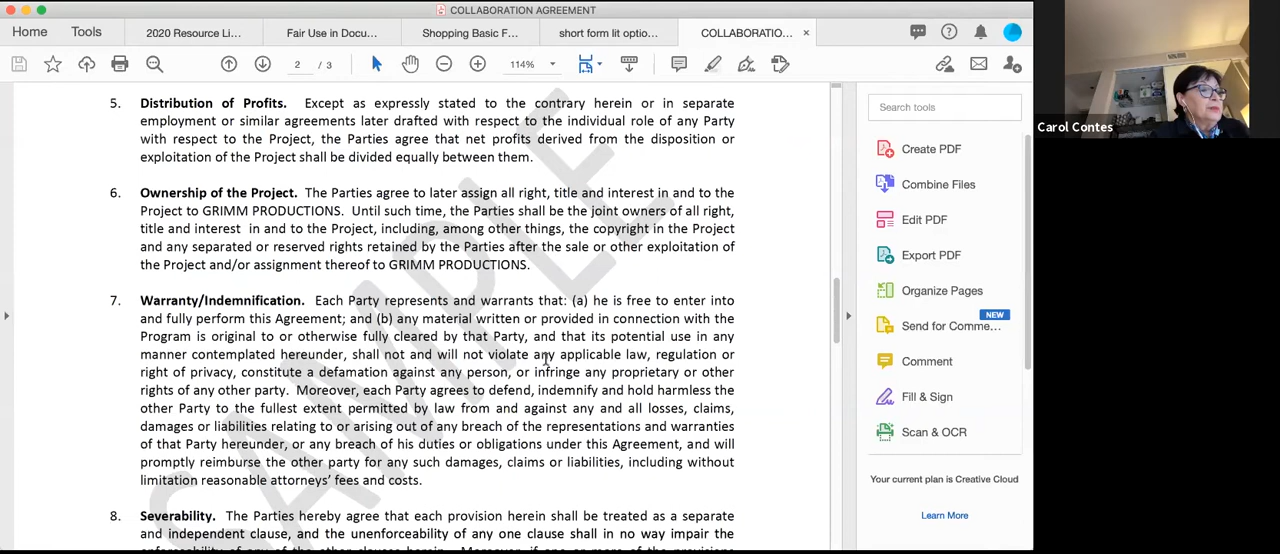 COLLABORATION AGREEMENT
Home
Tools
2020 Resource Li...
Fair Use in Docu...
Shopping Basic F...
short form lit optio...
COLLABORATIO... ×
2 / 3
114%
5. Distribution of Profits. Except as expressly stated to the contrary herein or in separate
employment or similar agreements later drafted with respect to the individual role of any Party
with respect to the Project, the Parties agree that net profits derived from the disposition or
exploitation of the Project shall be divided equally between them.
6. Ownership of the Project. The Parties agree to later assign all right, title and interest in and to the
Project to GRIMM PRODUCTIONS. Until such time, the Parties shall be the joint owners of all right,
title and interest in and to the Project, including, among other things, the copyright in the Project
and any separated or reserved rights retained by the Parties after the sale or other exploitation of
the Project and/or assignment thereof to GRIMM PRODUCTIONS.
7. Warranty/Indemnification. Each Party represents and warrants that: (a) he is free to enter into
and fully perform this Agreement; and (b) any material written or provided in connection with the
Program is original to or otherwise fully cleared by that Party, and that its potential use in any
manner contemplated hereunder, shall not and will not violate any applicable law, regulation or
right of privacy, constitute a defamation against any person, or infringe any proprietary or other
rights of any other party. Moreover, each Party agrees to defend, indemnify and hold harmless the
other Party to the fullest extent permitted by law from and against any and all losses, claims,
damages or liabilities relating to or arising out of any breach of the representations and warranties
of that Party hereunder, or any breach of his duties or obligations under this Agreement, and will
promptly reimburse the other party for any such damages, claims or liabilities, including without
limitation reasonable attorneys' fees and costs.
8. Severability. The Parties hereby agree that each provision herein shall be treated as a separate
and independent clause, and the unenforceability of any one clause shall in no way impair the
enforceability of any of the other clauses herein. Moreover, if one or more of the provisions
SAMPLE
Search tools
Create PDF
Combine Files
Edit PDF
Export PDF
Organize Pages
NEW
Send for Comme...
Comment
Fill & Sign
Scan & OCR
Your current plan is Creative Cloud
Learn More
Carol Contes